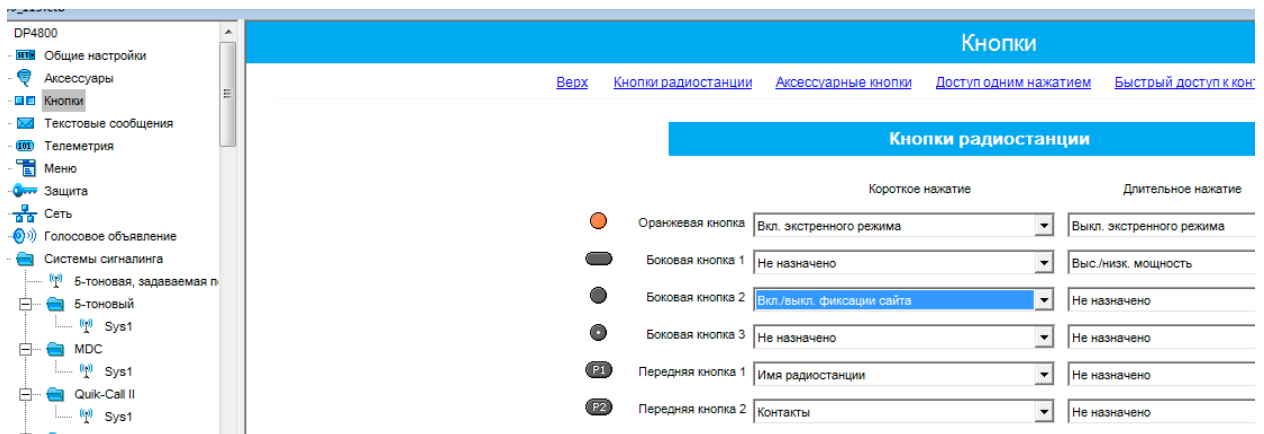 DP4800
Общие настройки
Аксессуары
Кнопки
Текстовые сообщения
Телеметрия
Меню
Защита
Сеть
Голосовое объявление
Системы сигналинга
5-тоновая, задаваемая п
5-тоновый
Sys1
MDC
Sys1
Quik-Call II
Sys1
Кнопки
Верх Кнопки радиостанции Аксессуарные кнопки Доступ одним нажатием Быстрый доступ к кон
Кнопки радиостанции
Короткое нажатие Длительное нажатие
Оранжевая кнопка Вкл. экстренного режима Выкл. экстренного режима
Боковая кнопка 1 Не назначено Выс./низк. мощность
Боковая кнопка 2 Вкл./выкл. фиксации сайта Не назначено
Боковая кнопка 3 Не назначено Не назначено
P1 Передняя кнопка 1 Имя радиостанции Не назначено
P2 Передняя кнопка 2 Контакты Не назначено